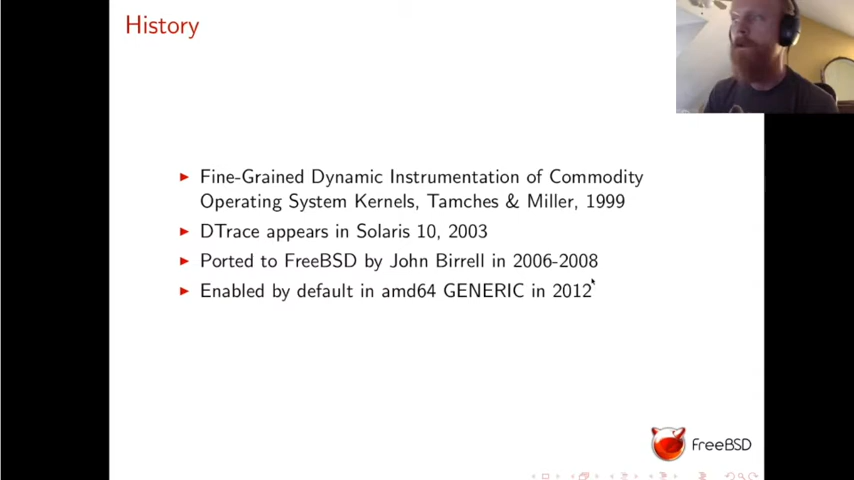 History
Fine-Grained Dynamic Instrumentation of Commodity
Operating System Kernels, Tamches & Miller, 1999
DTrace appears in Solaris 10, 2003
Ported to FreeBSD by John Birrell in 2006-2008
Enabled by default in amd64 GENERIC in 2012
FreeBSD